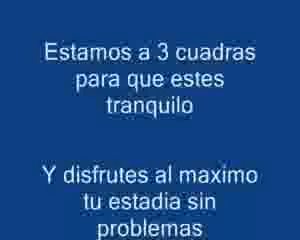 Estamos a 3 cuadras
para que estes
tranquilo
Y disfrutes al maximo
tu estadia sin
problemas